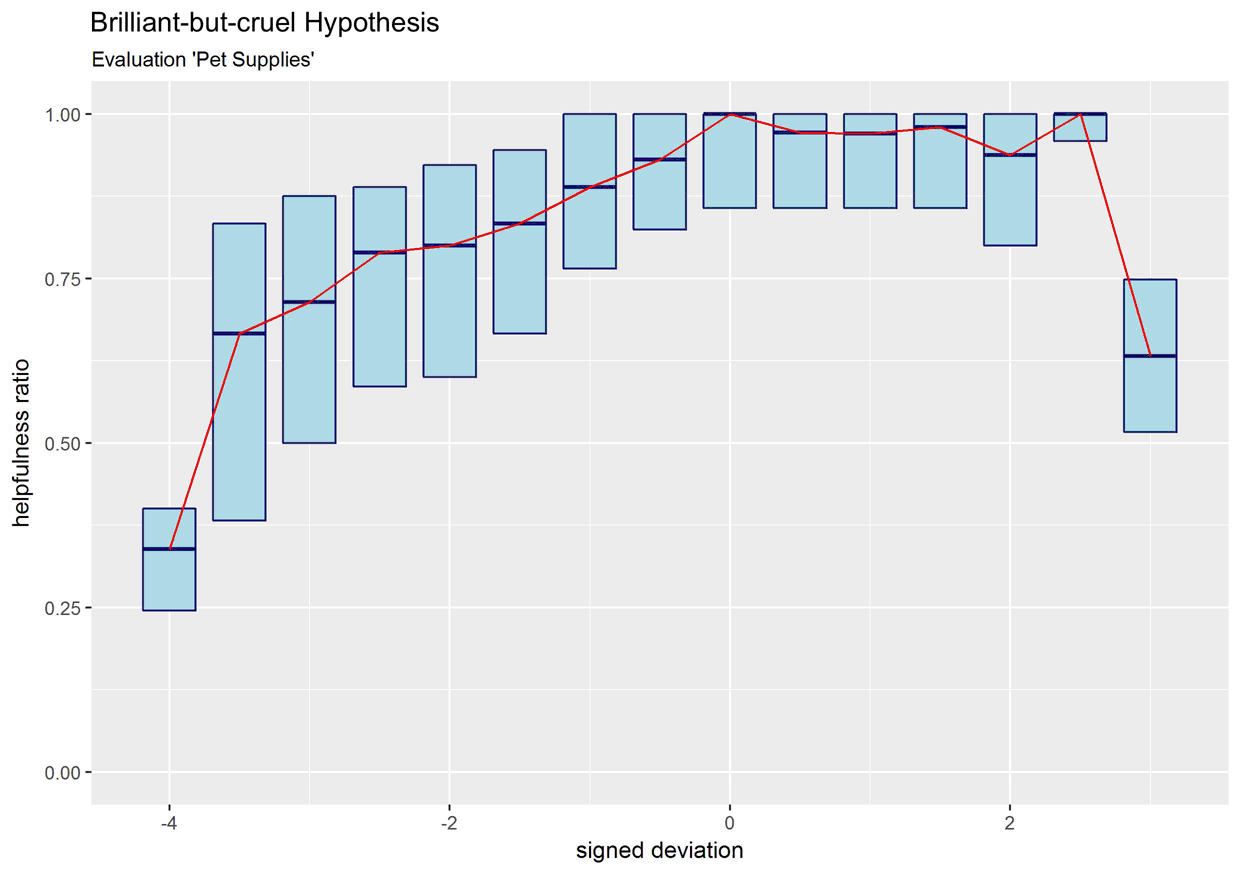 Brilliant-but-cruel Hypothesis
Evaluation 'Pet Supplies'
1.00
0.75
0.50
0.25
0.00
helpfulness ratio
-4
-2
0
2
signed deviation